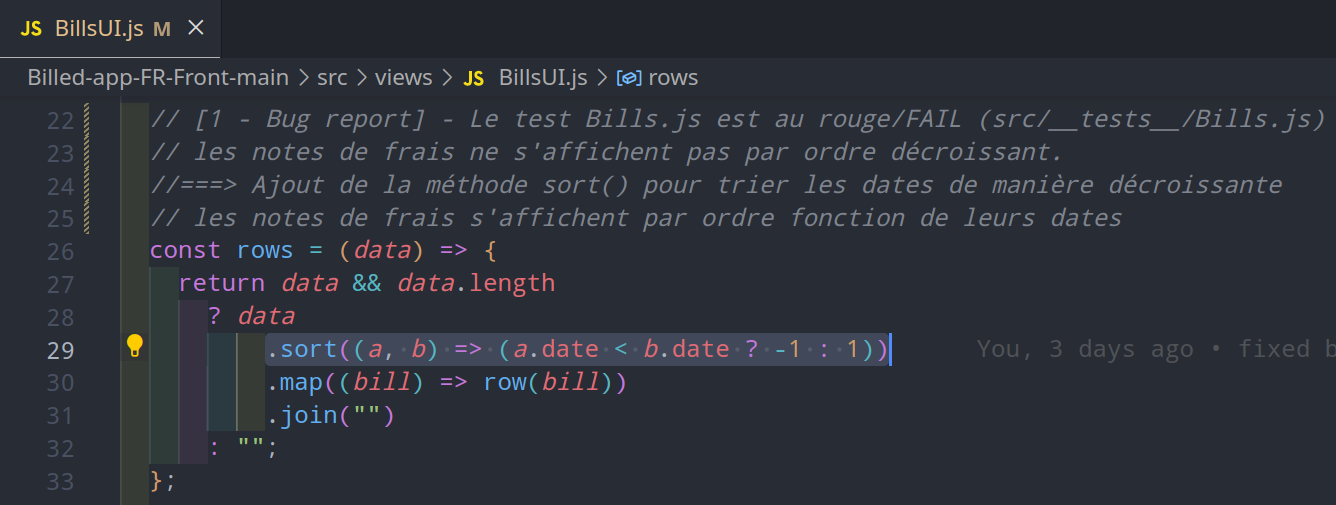 JS BillsUI.js M ×
Billed-app-FR-Front-main > src > views > JS BillsUI.js > rows
22 // [1 - Bug report] - Le test Bills.js est au rouge/FAIL (src/__tests__/Bills.js)
23 // les notes de frais ne s'affichent pas par ordre décroissant.
24 //===> Ajout de la méthode sort() pour trier les dates de manière décroissante
25 // les notes de frais s'affichent par ordre fonction de leurs dates
26 const rows = (data) => {
27 return data && data.length
28 ? data
29 .sort((a, b) => (a.date < b.date ? -1 : 1)) You, 3 days ago • fixed b
30 .map((bill) => row(bill))
31 .join("")
32 : "";
33 };